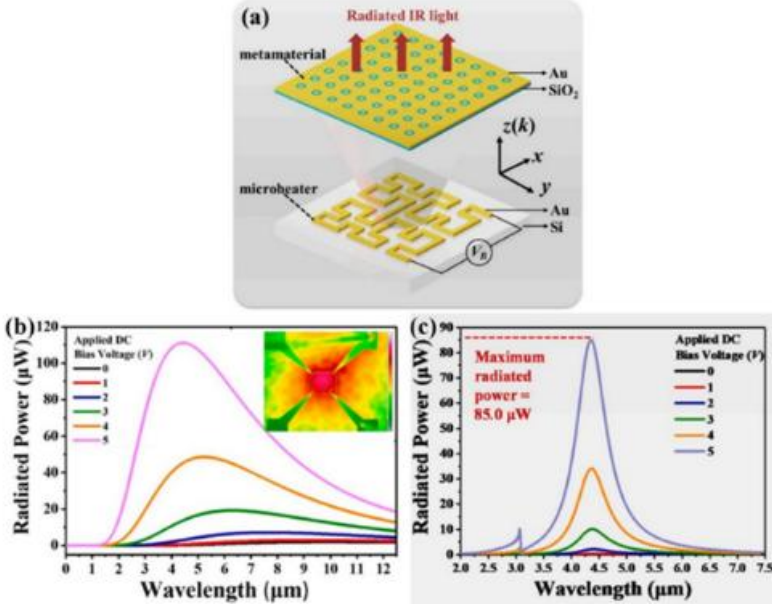 (a)
Radiated IR light
metamaterial
Au
SiO2
z(k)
x
y
microheater
Au
Si
VB
(b)
120
100
80
60
40
20
0
Radiated Power (μW)
Applied DC
Bias Voltage (V)
0
1
2
3
4
5
0 1 2 3 4 5 6 7 8 9 10 11 12
Wavelength (μm)
(c)
90
80
70
60
50
40
30
20
10
0
Radiated Power (μW)
Maximum
radiated
power =
85.0 μW
Applied DC
Bias Voltage (V)
0
1
2
3
4
5
2.0 2.5 3.0 3.5 4.0 4.5 5.0 5.5 6.0 6.5 7.0 7.5
Wavelength (μm)